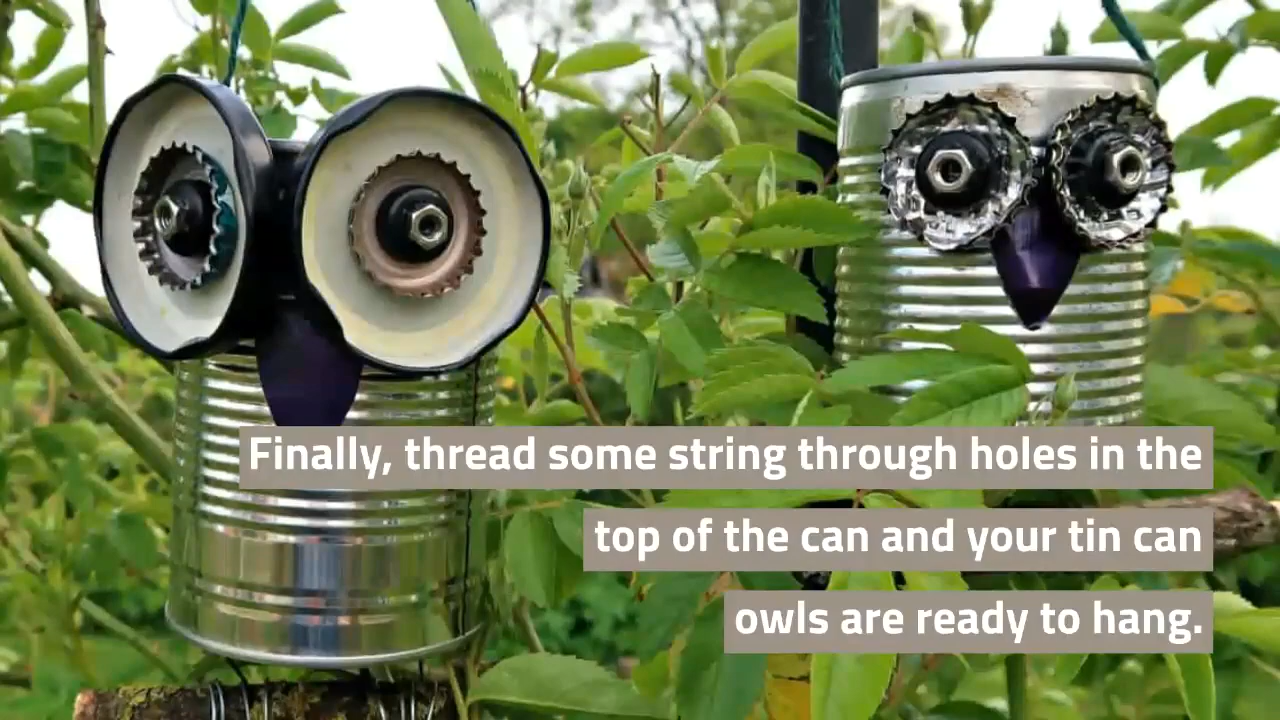 Finally, thread some string through holes in the
top of the can and your tin can
owls are ready to hang.